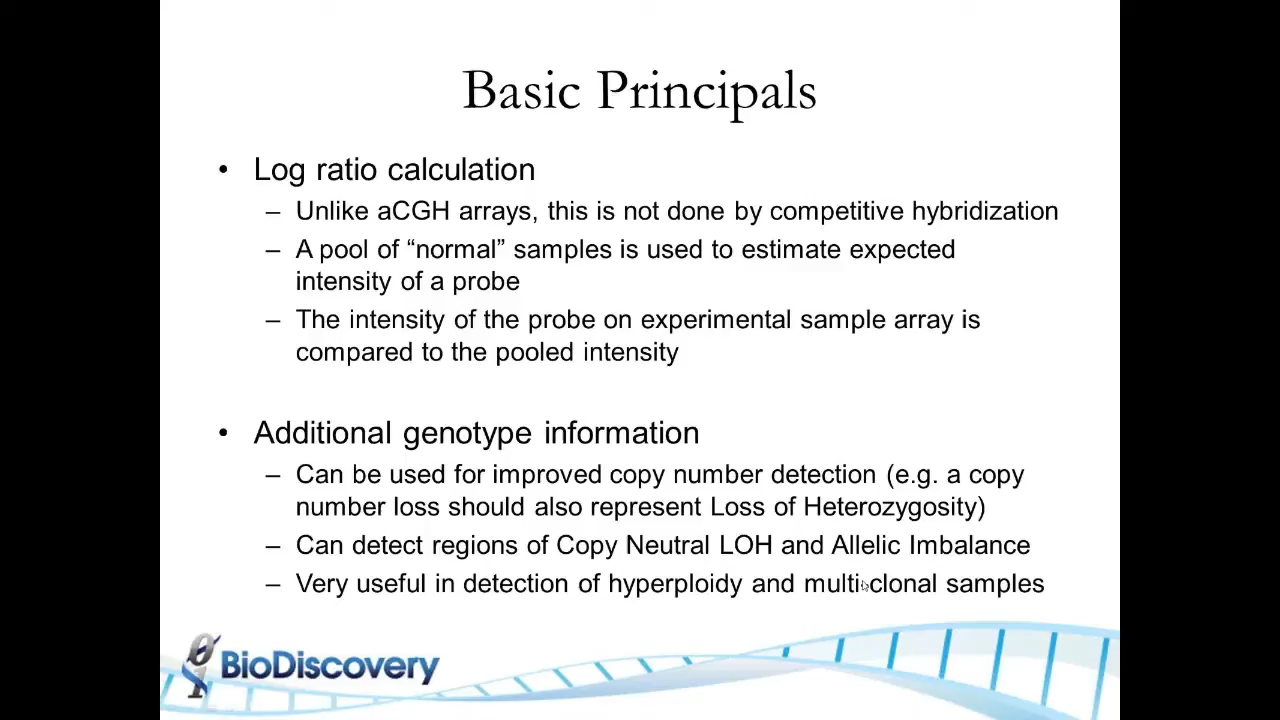 Basic Principals
• Log ratio calculation
– Unlike aCGH arrays, this is not done by competitive hybridization
– A pool of “normal” samples is used to estimate expected
intensity of a probe
– The intensity of the probe on experimental sample array is
compared to the pooled intensity
• Additional genotype information
– Can be used for improved copy number detection (e.g. a copy
number loss should also represent Loss of Heterozygosity)
– Can detect regions of Copy Neutral LOH and Allelic Imbalance
– Very useful in detection of hyperploidy and multi-clonal samples
BioDiscovery